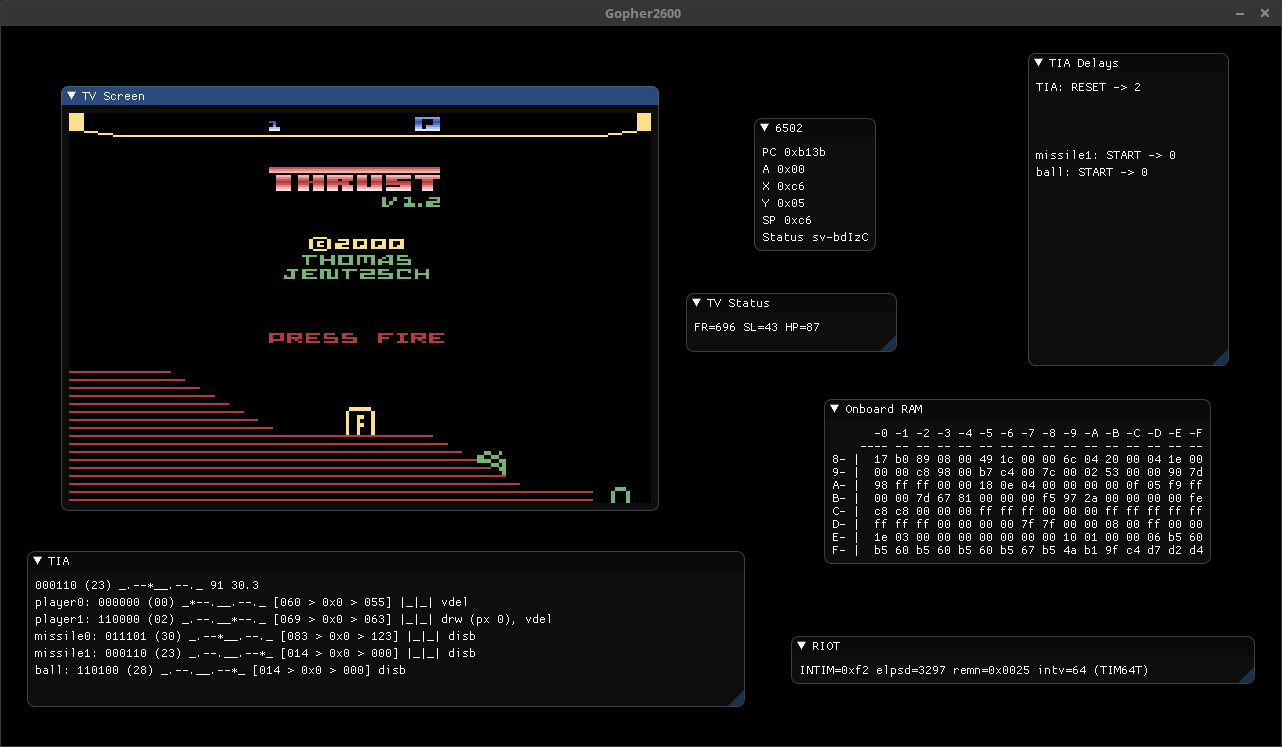 Gopher2600
TV Screen
1
THRUST
V 1.2
©2000
THOMAS
JENTZSCH
PRESS FIRE
F
TIA
000110 (23) _.--*__.--._ 91 30.3
player0: 000000 (00) _*--.__.--._ [060 > 0x0 > 055] |_|_| vdel
player1: 110000 (02) _.--.__.--*_ [069 > 0x0 > 063] |_|_| drw (px 0), vdel
missile0: 011101 (30) _.--*__.--._ [083 > 0x0 > 123] |_|_| disb
missile1: 000110 (23) _.--.__.--*_ [014 > 0x0 > 000] |_|_| disb
ball: 110100 (28) _.--.__.--*_ [014 > 0x0 > 000] disb
6502
PC 0xb13b
A 0x00
X 0xc6
Y 0x05
SP 0xc6
Status sv-bdIzC
TV Status
FR=696 SL=43 HP=87
TIA Delays
TIA: RESET -> 2
missile1: START -> 0
ball: START -> 0
Onboard RAM
-0 -1 -2 -3 -4 -5 -6 -7 -8 -9 -A -B -C -D -E -F
---- -- -- -- -- -- -- -- -- -- -- -- -- -- -- --
8- | 17 b0 89 08 00 49 1c 00 00 6c 04 20 00 04 1e 00
9- | 00 00 c8 98 00 b7 c4 00 7c 00 02 53 00 00 90 7d
A- | 98 ff ff 00 00 18 0e 04 00 00 00 00 0f 05 f9 ff
B- | 00 00 7d 67 81 00 00 00 f5 97 2a 00 00 00 00 fe
C- | c8 c8 00 00 00 ff ff ff 00 00 00 ff ff ff ff ff
D- | ff ff ff 00 00 00 00 7f 7f 00 00 08 00 ff 00 00
E- | 1e 03 00 00 00 00 00 00 10 01 00 00 06 b5 60
F- | b5 60 b5 60 b5 60 b5 67 b5 4a b1 9f c4 d7 d2 d4
RIOT
INTIM=0xf2 elpsd=3297 remn=0x0025 intv=64 (TIM64T)